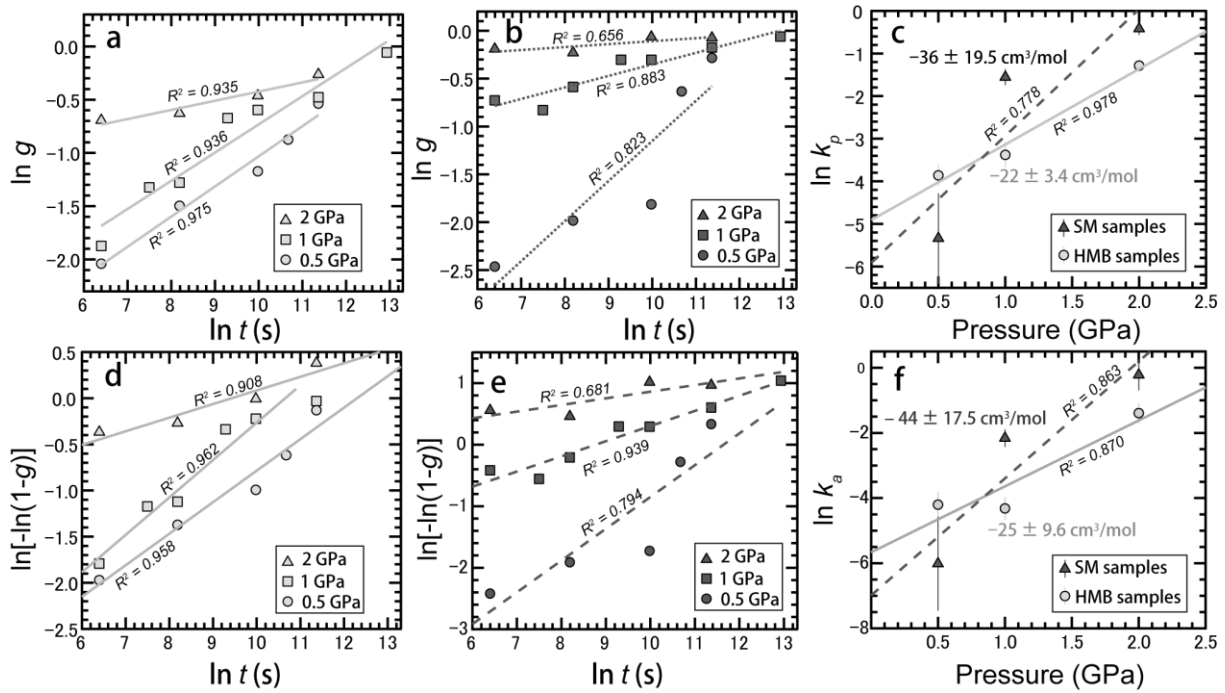 a
0.0
-0.5
-1.0
-1.5
-2.0
ln g
R² = 0.935
R² = 0.936
R² = 0.975
2 GPa
1 GPa
0.5 GPa
6 7 8 9 10 11 12 13
ln t (s)
b
0.0
-0.5
-1.0
-1.5
-2.0
-2.5
ln g
R² = 0.656
R² = 0.883
R² = 0.823
2 GPa
1 GPa
0.5 GPa
6 7 8 9 10 11 12 13
ln t (s)
c
0
−1
−2
−3
−4
−5
−6
ln kp
−36 ± 19.5 cm³/mol
R² = 0.778
R² = 0.978
−22 ± 3.4 cm³/mol
SM samples
HMB samples
0.0 0.5 1.0 1.5 2.0 2.5
Pressure (GPa)
d
0.5
0.0
-0.5
-1.0
-1.5
-2.0
-2.5
ln[-ln(1-g)]
R² = 0.908
R² = 0.962
R² = 0.958
2 GPa
1 GPa
0.5 GPa
6 7 8 9 10 11 12 13
ln t (s)
e
1
0
-1
-2
-3
ln[-ln(1-g)]
R² = 0.681
R² = 0.939
R² = 0.794
2 GPa
1 GPa
0.5 GPa
6 7 8 9 10 11 12 13
ln t (s)
f
0
−2
−4
−6
−8
ln ka
− 44 ± 17.5 cm³/mol
R² = 0.863
R² = 0.870
−25 ± 9.6 cm³/mol
SM samples
HMB samples
0.0 0.5 1.0 1.5 2.0 2.5
Pressure (GPa)